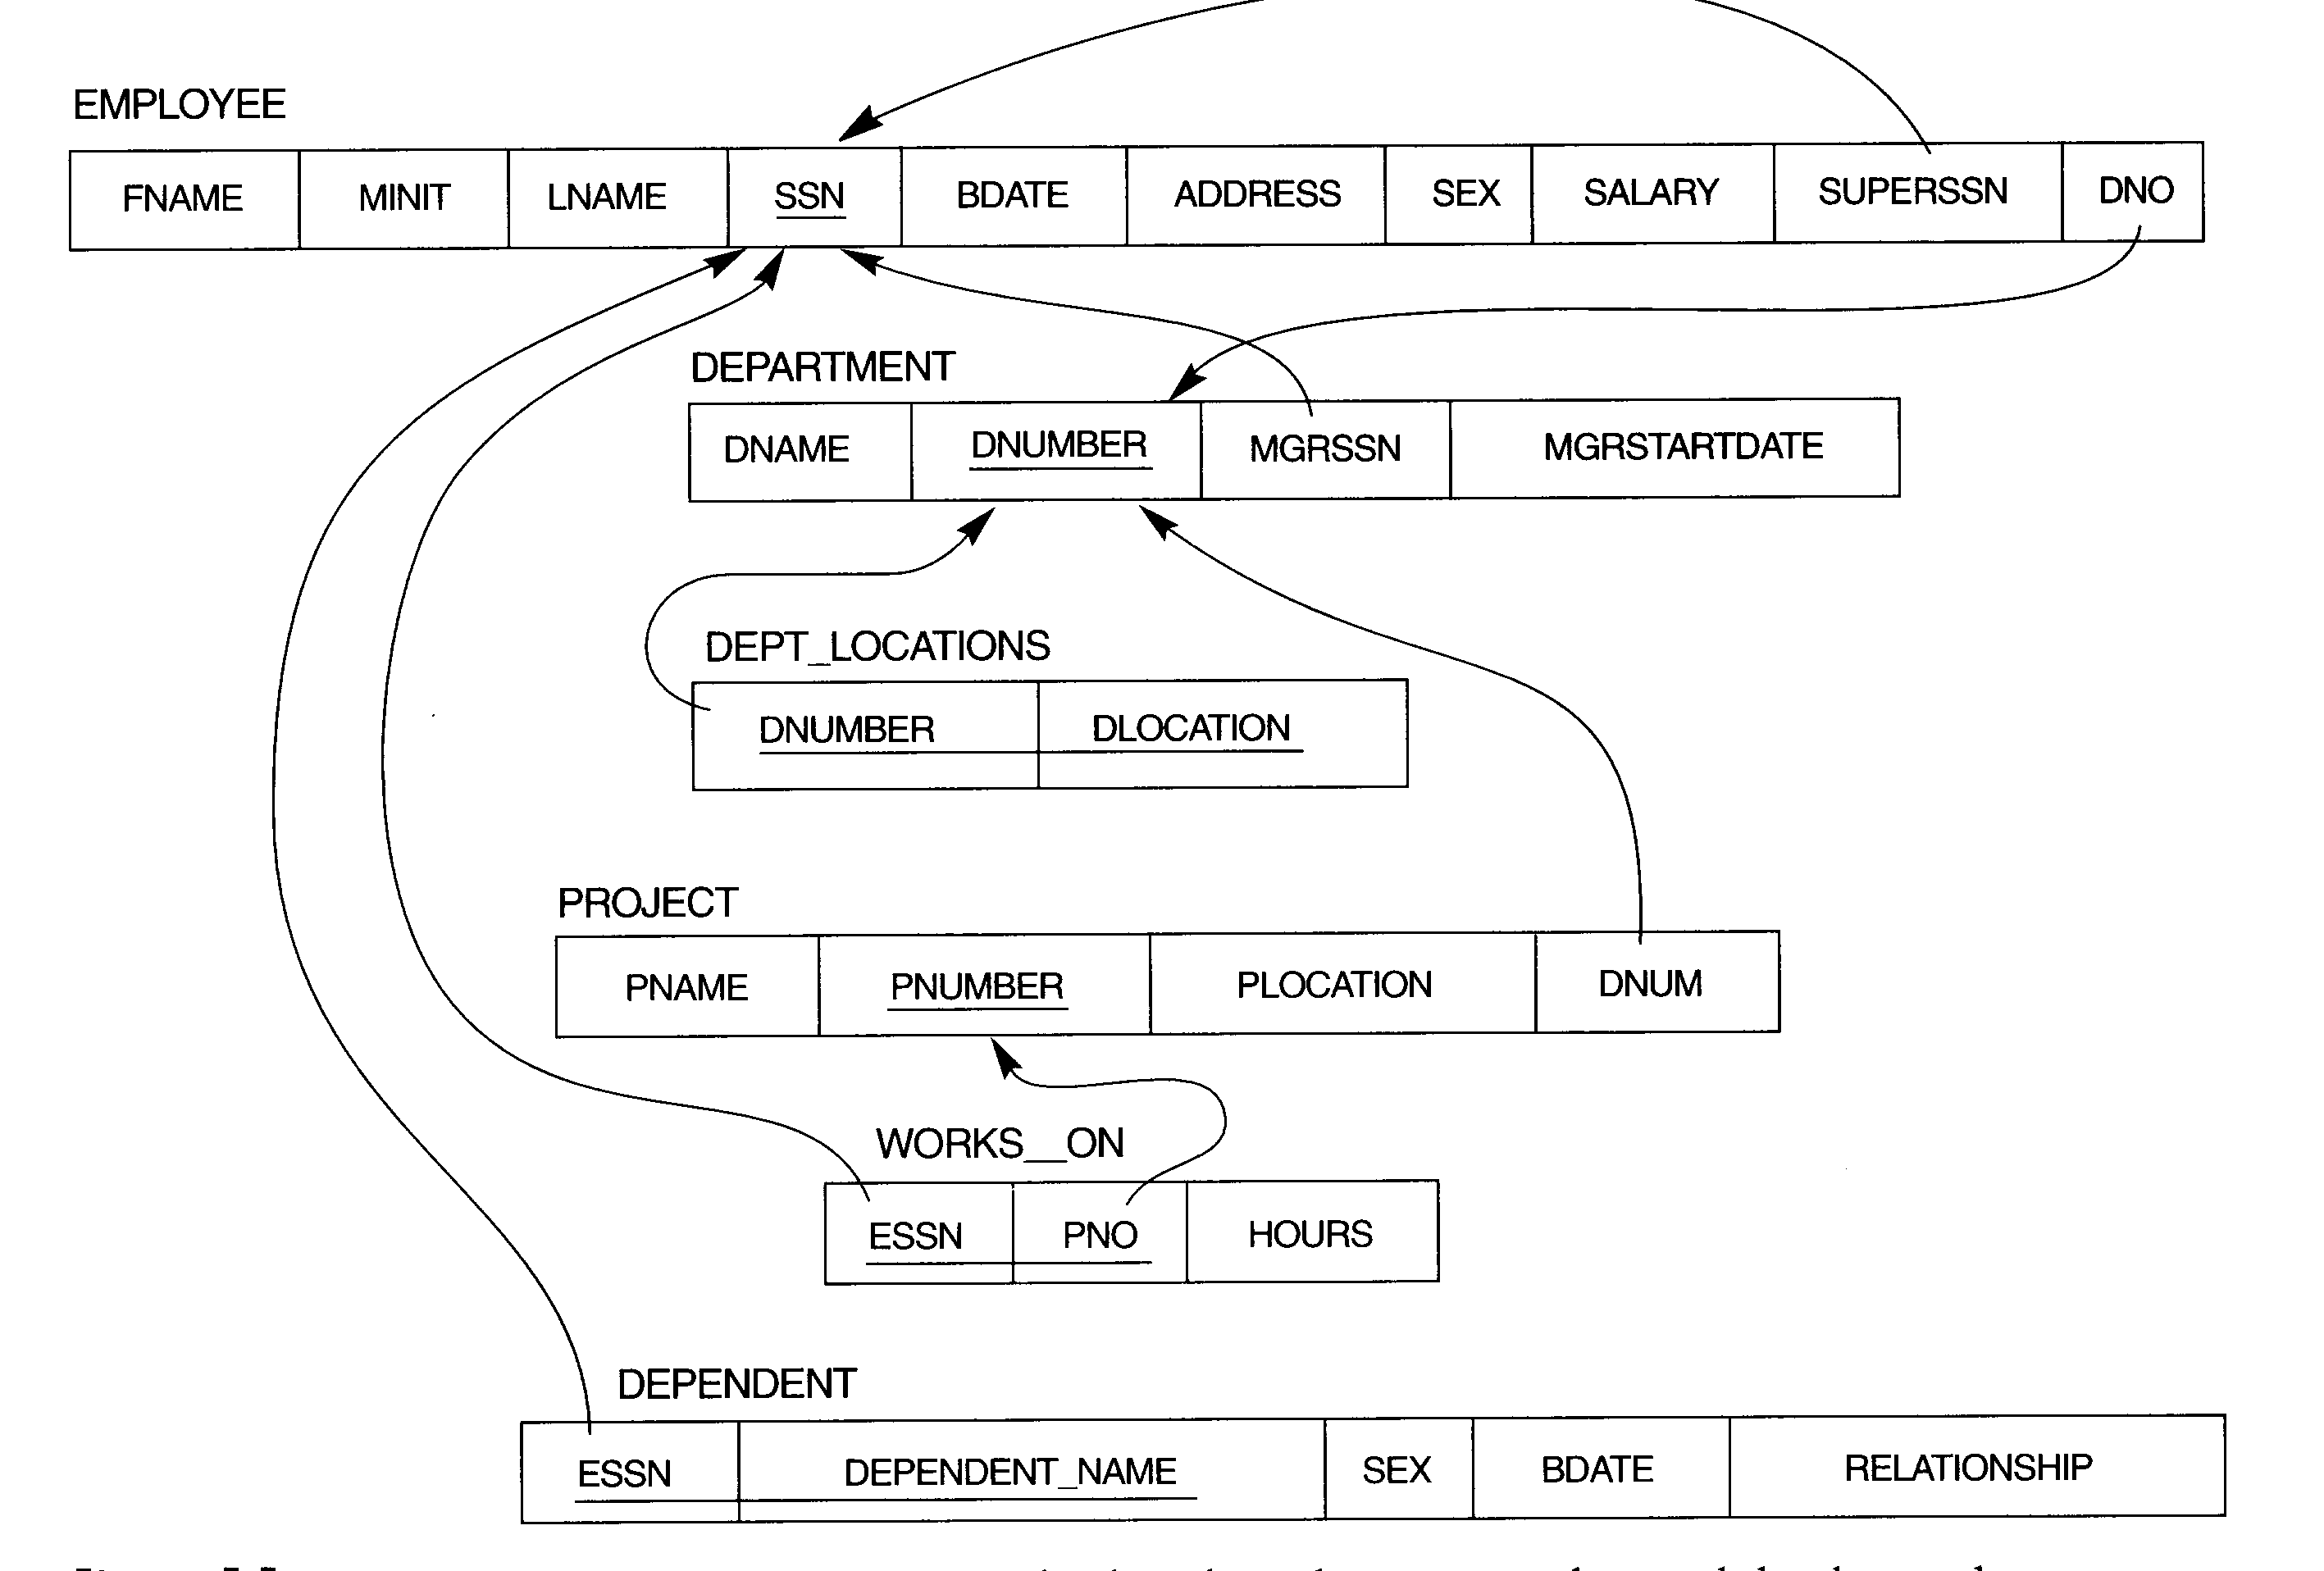 EMPLOYEE
FNAME MINIT LNAME SSN BDATE ADDRESS SEX SALARY SUPERSSN DNO
DEPARTMENT
DNAME DNUMBER MGRSSN MGRSTARTDATE
DEPT_LOCATIONS
DNUMBER DLOCATION
PROJECT
PNAME PNUMBER PLOCATION DNUM
WORKS__ON
ESSN PNO HOURS
DEPENDENT
ESSN DEPENDENT_NAME SEX BDATE RELATIONSHIP